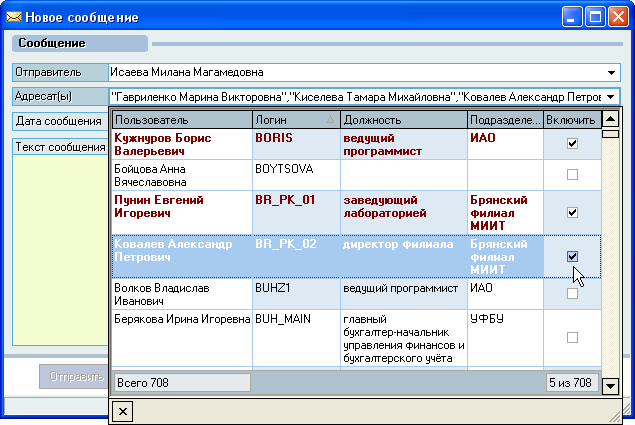 Новое сообщение
Сообщение
Отправитель Исаева Милана Магамедовна
Адресат(ы) "Гавриленко Марина Викторовна","Киселева Тамара Михайловна","Ковалев Александр Петров
Дата сообщения
Текст сообщения
Пользователь Логин Должность Подразделе... Включить
Кужнуров Борис BORIS ведущий ИАО
Валерьевич программист
Бойцова Анна BOYTSOVA
Вячеславовна
Пунин Евгений BR_PK_01 заведующий Брянский
Игоревич лабораторией филиал
МИИТ
Ковалев Александр BR_PK_02 директор филиала Брянский
Петрович филиал
МИИТ
Волков Владислав BUHZ1 ведущий программист ИАО
Иванович
Берякова Ирина Игоревна BUH_MAIN главный УФБУ
бухгалтер-начальник
управления финансов и
бухгалтерского учёта
Всего 708 5 из 708
Отправить